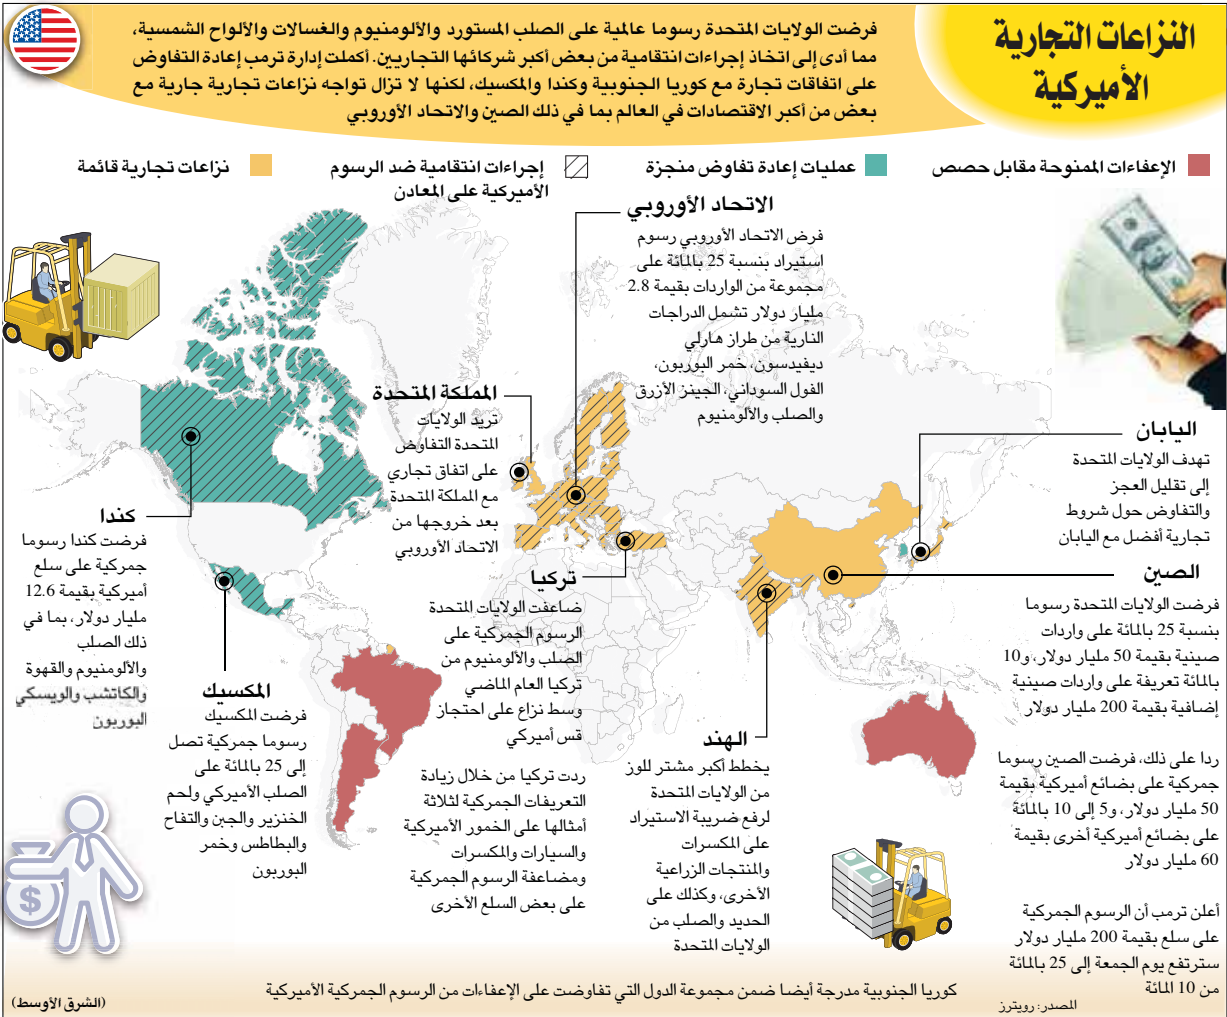 النزاعات التجارية
الأميركية
فرضت الولايات المتحدة رسوما عالمية على الصلب المستورد والألومنيوم والغسالات والألواح الشمسية،
مما أدى إلى اتخاذ إجراءات انتقامية من بعض أكبر شركائها التجاريين. أكملت إدارة ترمب إعادة التفاوض
على اتفاقات تجارة مع كوريا الجنوبية وكندا والمكسيك، لكنها لا تزال تواجه نزاعات تجارية جارية مع
بعض من أكبر الاقتصادات في العالم بما في ذلك الصين والاتحاد الأوروبي
الإعفاءات الممنوحة مقابل حصص
عمليات إعادة تفاوض منجزة
إجراءات انتقامية ضد الرسوم
الأميركية على المعادن
نزاعات تجارية قائمة
الاتحاد الأوروبي
فرض الاتحاد الأوروبي رسوم
استيراد بنسبة 25 بالمائة على
مجموعة من الواردات بقيمة 2.8
مليار دولار تشمل الدراجات
النارية من طراز هارلي
ديفيدسون، خمر البوربون،
الفول السوداني، الجينز الأزرق
والصلب والألومنيوم
المملكة المتحدة
تريد الولايات
المتحدة التفاوض
على اتفاق تجاري
مع المملكة المتحدة
بعد خروجها من
الاتحاد الأوروبي
اليابان
تهدف الولايات المتحدة
إلى تقليل العجز
والتفاوض حول شروط
تجارية أفضل مع اليابان
الصين
فرضت الولايات المتحدة رسوما
بنسبة 25 بالمائة على واردات
صينية بقيمة 50 مليار دولار، و10
بالمائة تعريفة على واردات صينية
إضافية بقيمة 200 مليار دولار
ردا على ذلك، فرضت الصين رسوما
جمركية على بضائع أميركية بقيمة
50 مليار دولار، و5 إلى 10 بالمائة
على بضائع أميركية أخرى بقيمة
60 مليار دولار
أعلن ترمب أن الرسوم الجمركية
على سلع بقيمة 200 مليار دولار
سترتفع يوم الجمعة إلى 25 بالمائة
من 10 المائة
كندا
فرضت كندا رسوما
جمركية على سلع
أميركية بقيمة 12.6
مليار دولار، بما في
ذلك الصلب
والألومنيوم والقهوة
والكاتشب والويسكي
البوربون
المكسيك
فرضت المكسيك
رسوما جمركية تصل
إلى 25 بالمائة على
الصلب الأميركي ولحم
الخنزير والجبن والتفاح
والبطاطس وخمر
البوربون
تركيا
ضاعفت الولايات المتحدة
الرسوم الجمركية على
الصلب والألومنيوم من
تركيا العام الماضي
وسط نزاع على احتجاز
قس أميركي
ردت تركيا من خلال زيادة
التعريفات الجمركية لثلاثة
أمثالها على الخمور الأميركية
والسيارات والمكسرات
ومضاعفة الرسوم الجمركية
على بعض السلع الأخرى
الهند
يخطط أكبر مشتر للوز
من الولايات المتحدة
لرفع ضريبة الاستيراد
على المكسرات
والمنتجات الزراعية
الأخرى، وكذلك على
الحديد والصلب من
الولايات المتحدة
$
كوريا الجنوبية مدرجة أيضا ضمن مجموعة الدول التي تفاوضت على الإعفاءات من الرسوم الجمركية الأميركية
المصدر: رويترز
(الشرق الأوسط)